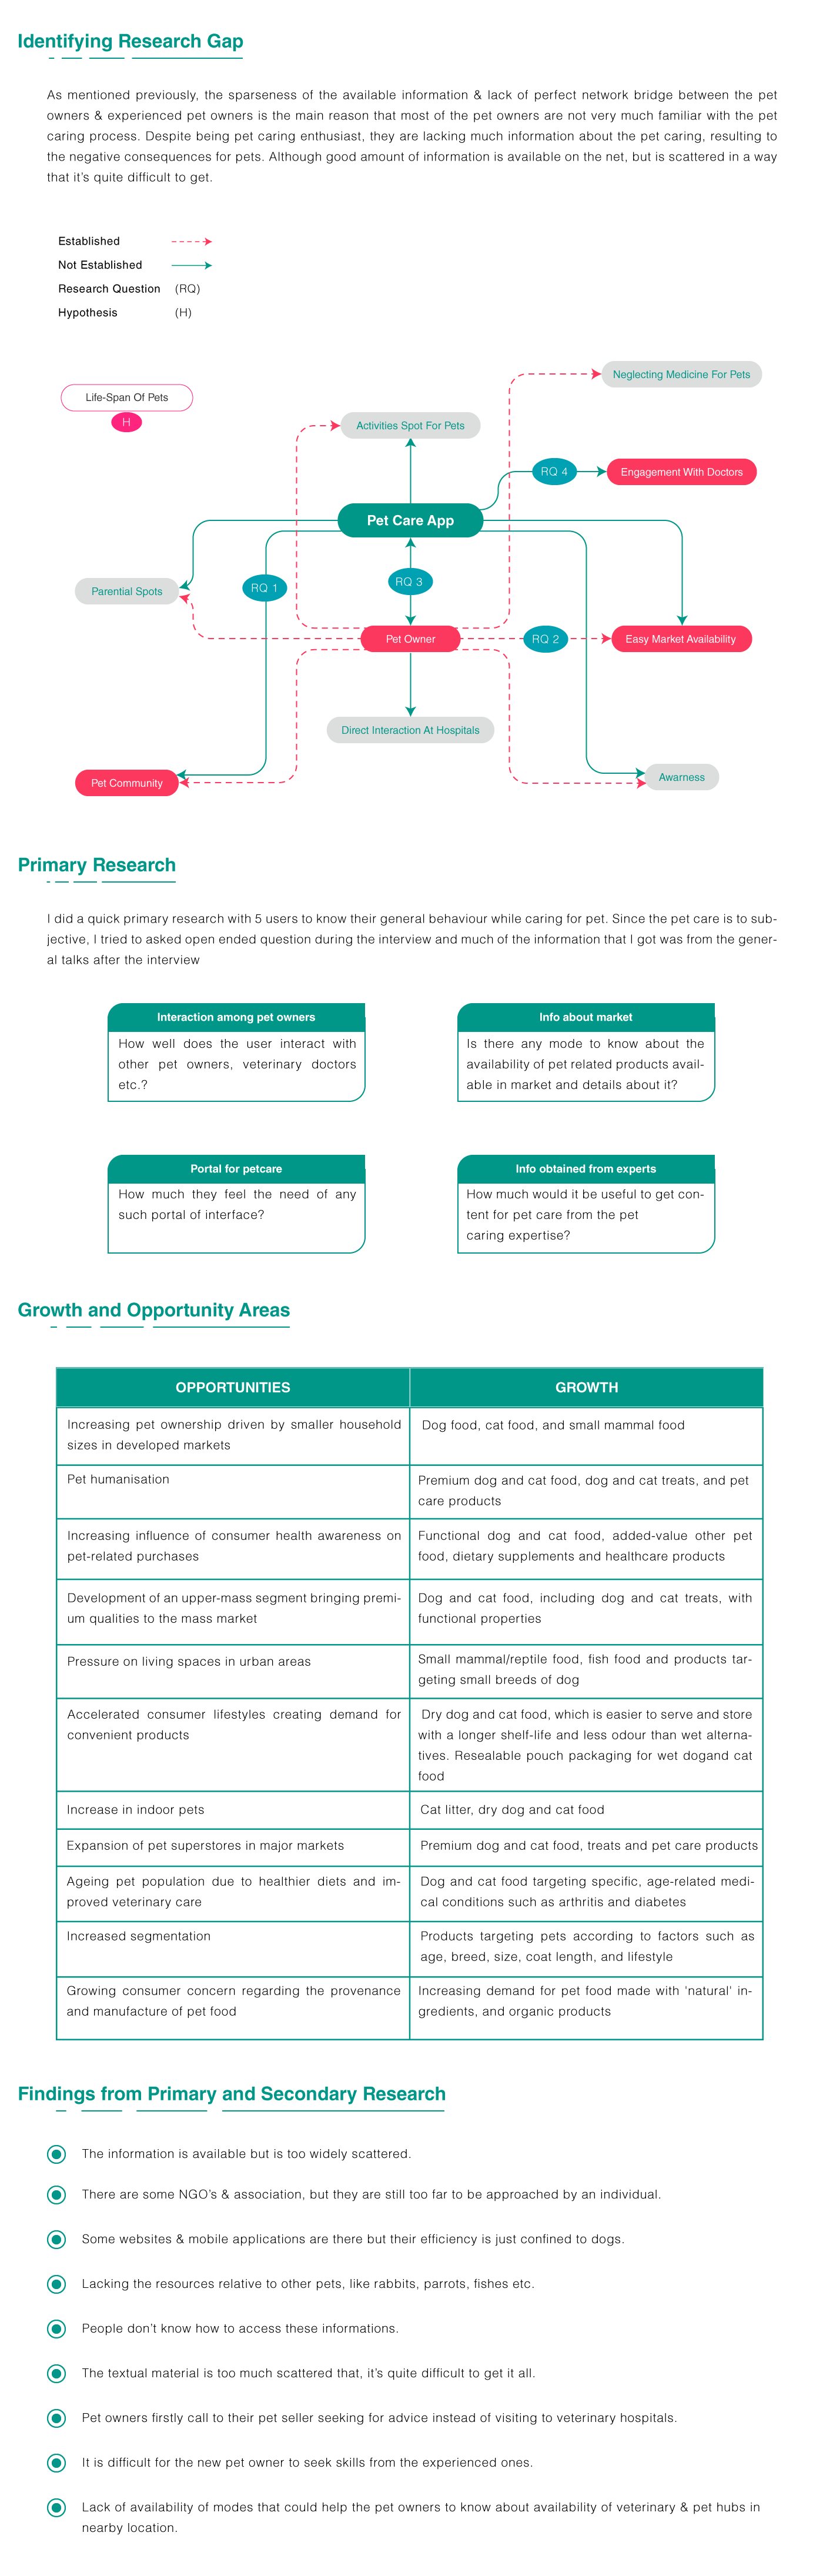 Identifying Research Gap
As mentioned previously, the sparseness of the available information & lack of perfect network bridge between the pet
owners & experienced pet owners is the main reason that most of the pet owners are not very much familiar with the pet
caring process. Despite being pet caring enthusiast, they are lacking much information about the pet caring, resulting to
the negative consequences for pets. Although good amount of information is available on the net, but is scattered in a way
that it's quite difficult to get.
Established
Not Established
Research Question (RQ)
Hypothesis (H)
Neglecting Medicine For Pets
Life-Span Of Pets
H
Activities Spot For Pets
RQ 4
Engagement With Doctors
Pet Care App
Parential Spots
RQ 1
RQ 3
Pet Owner
RQ 2
Easy Market Availability
Direct Interaction At Hospitals
Pet Community
Awarness
Primary Research
I did a quick primary research with 5 users to know their general behaviour while caring for pet. Since the pet care is to sub-
jective, I tried to asked open ended question during the interview and much of the information that I got was from the gener-
al talks after the interview
Interaction among pet owners
How well does the user interact with
other pet owners, veterinary doctors
etc.?
Info about market
Is there any mode to know about the
availability of pet related products avail-
able in market and details about it?
Portal for petcare
How much they feel the need of any
such portal of interface?
Info obtained from experts
How much would it be useful to get con-
tent for pet care from the pet
caring expertise?
Growth and Opportunity Areas
OPPORTUNITIES
GROWTH
Increasing pet ownership driven by smaller household
sizes in developed markets
Dog food, cat food, and small mammal food
Pet humanisation
Premium dog and cat food, dog and cat treats, and pet
care products
Increasing influence of consumer health awareness on
pet-related purchases
Functional dog and cat food, added-value other pet
food, dietary supplements and healthcare products
Development of an upper-mass segment bringing premi-
um qualities to the mass market
Dog and cat food, including dog and cat treats, with
functional properties
Pressure on living spaces in urban areas
Small mammal/reptile food, fish food and products tar-
geting small breeds of dog
Accelerated consumer lifestyles creating demand for
convenient products
Dry dog and cat food, which is easier to serve and store
with a longer shelf-life and less odour than wet alterna-
tives. Resealable pouch packaging for wet dogand cat
food
Increase in indoor pets
Cat litter, dry dog and cat food
Expansion of pet superstores in major markets
Premium dog and cat food, treats and pet care products
Ageing pet population due to healthier diets and im-
proved veterinary care
Dog and cat food targeting specific, age-related medi-
cal conditions such as arthritis and diabetes
Increased segmentation
Products targeting pets according to factors such as
age, breed, size, coat length, and lifestyle
Growing consumer concern regarding the provenance
and manufacture of pet food
Increasing demand for pet food made with 'natural' in-
gredients, and organic products
Findings from Primary and Secondary Research
The information is available but is too widely scattered.
There are some NGO's & association, but they are still too far to be approached by an individual.
Some websites & mobile applications are there but their efficiency is just confined to dogs.
Lacking the resources relative to other pets, like rabbits, parrots, fishes etc.
People don't know how to access these informations.
The textual material is too much scattered that, it's quite difficult to get it all.
Pet owners firstly call to their pet seller seeking for advice instead of visiting to veterinary hospitals.
It is difficult for the new pet owner to seek skills from the experienced ones.
Lack of availability of modes that could help the pet owners to know about availability of veterinary & pet hubs in
nearby location.